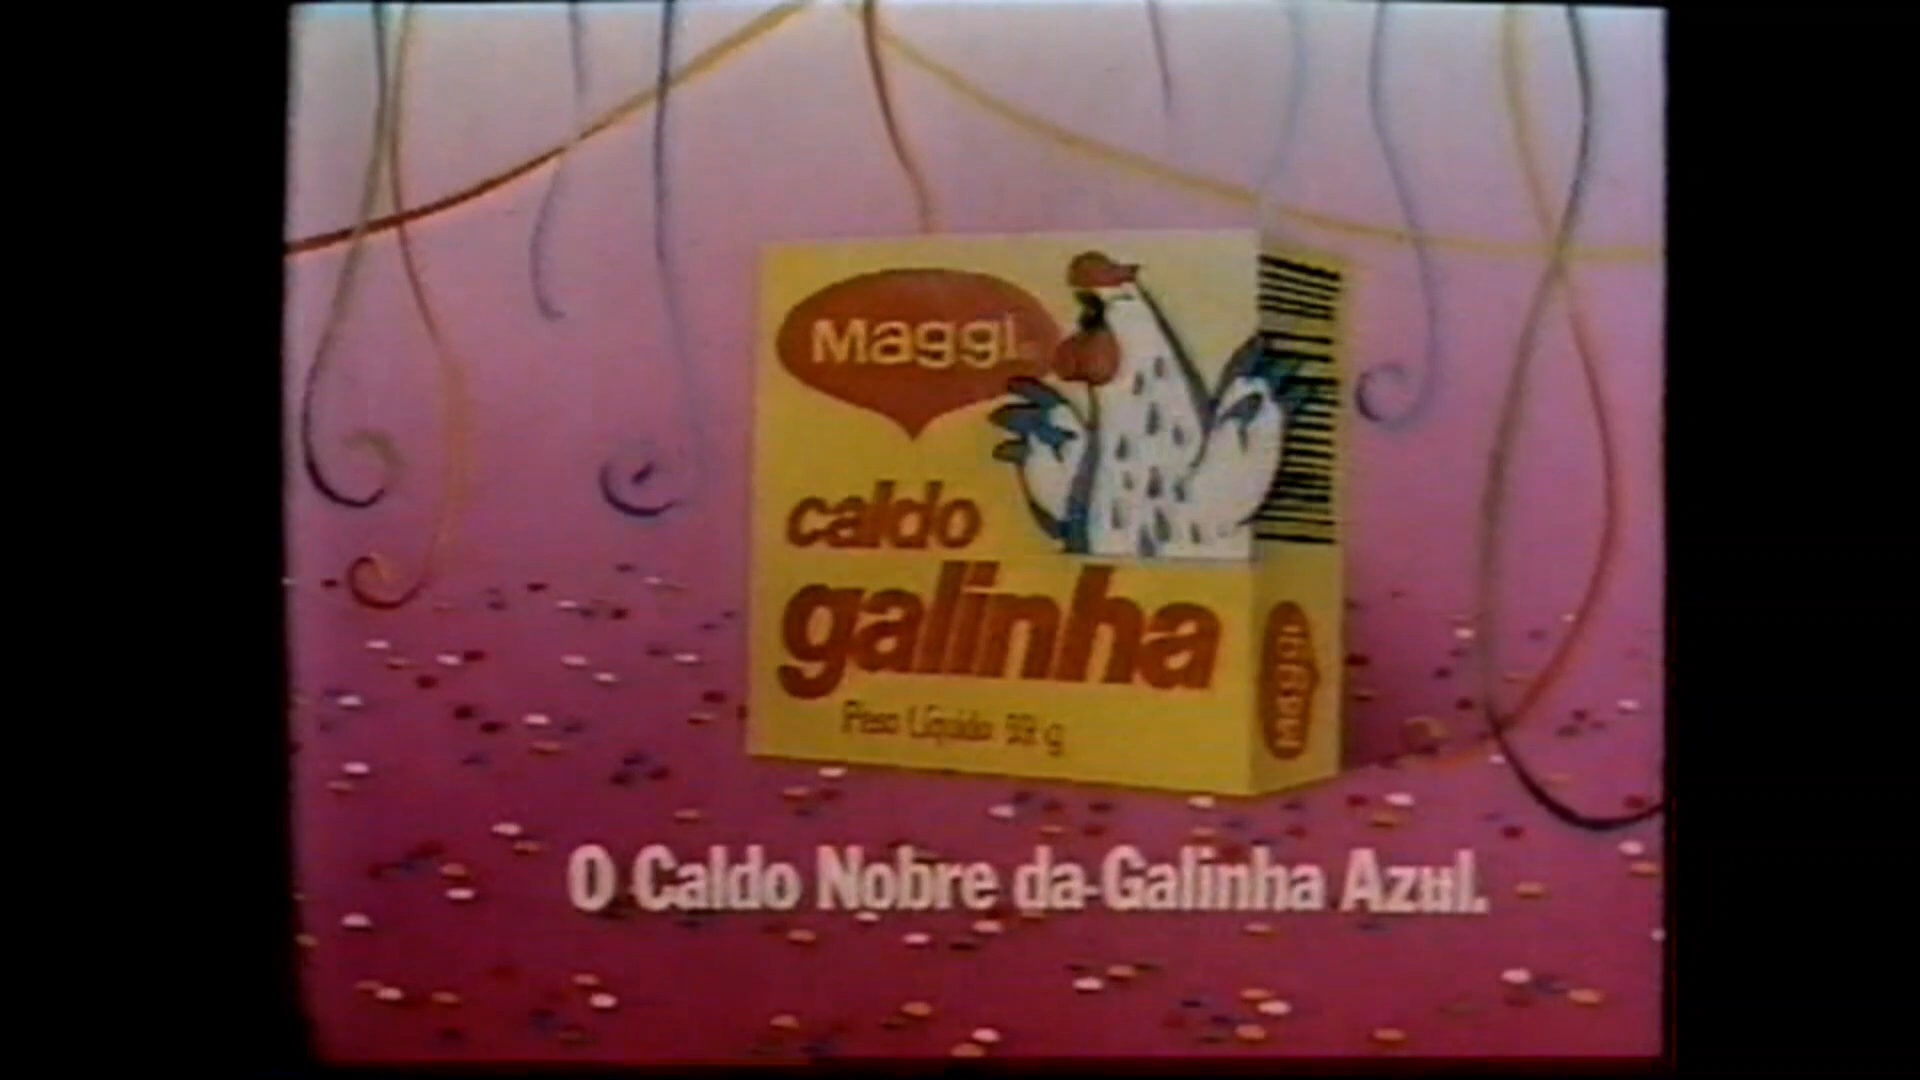 Maggi
caldo
galinha
Peso Líquido
g
Maggi
O Caldo Nobre da Galinha Azul.